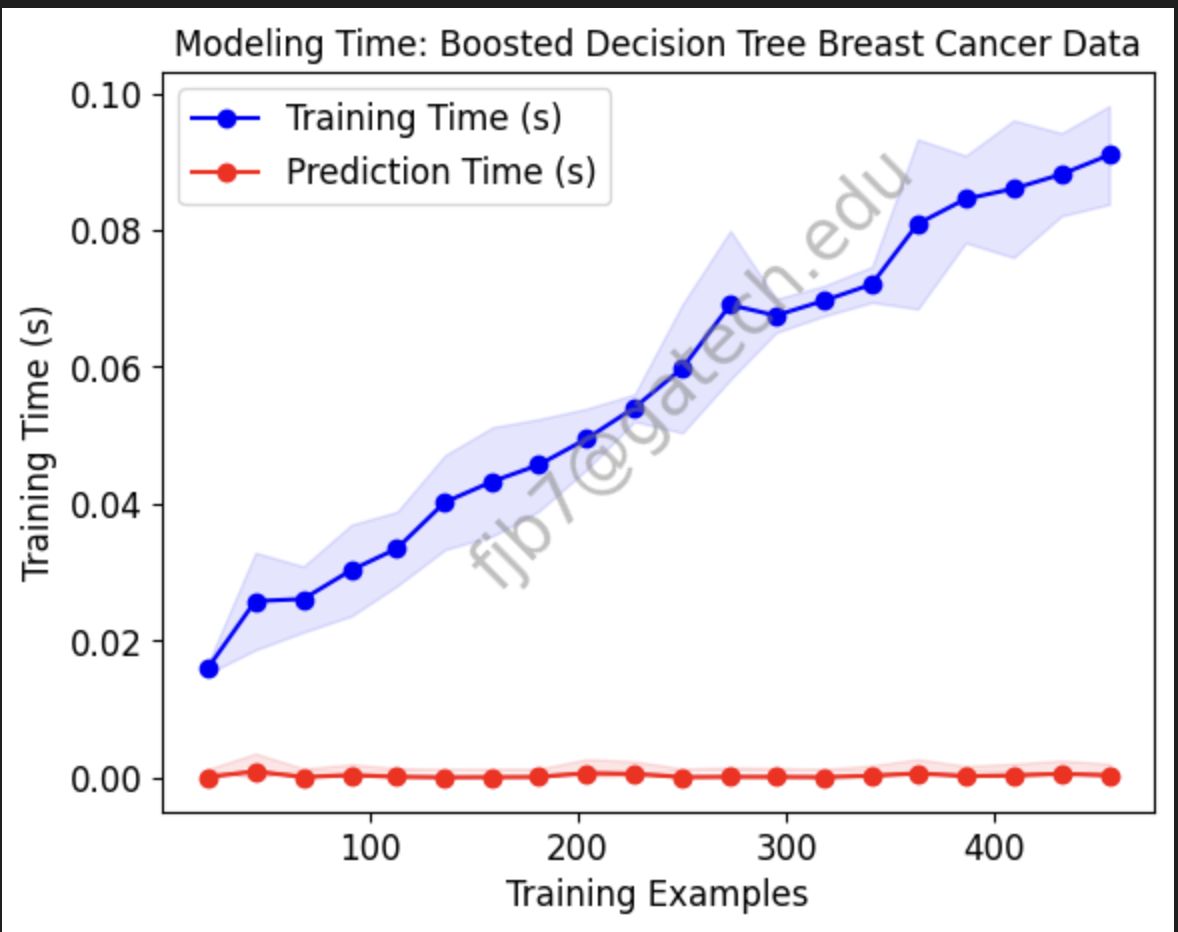 Modeling Time: Boosted Decision Tree Breast Cancer Data
Training Time (s)
Prediction Time (s)
0.10
0.08
0.06
0.04
0.02
0.00
Training Time (s)
fjb7@gatech.edu
100 200 300 400
Training Examples